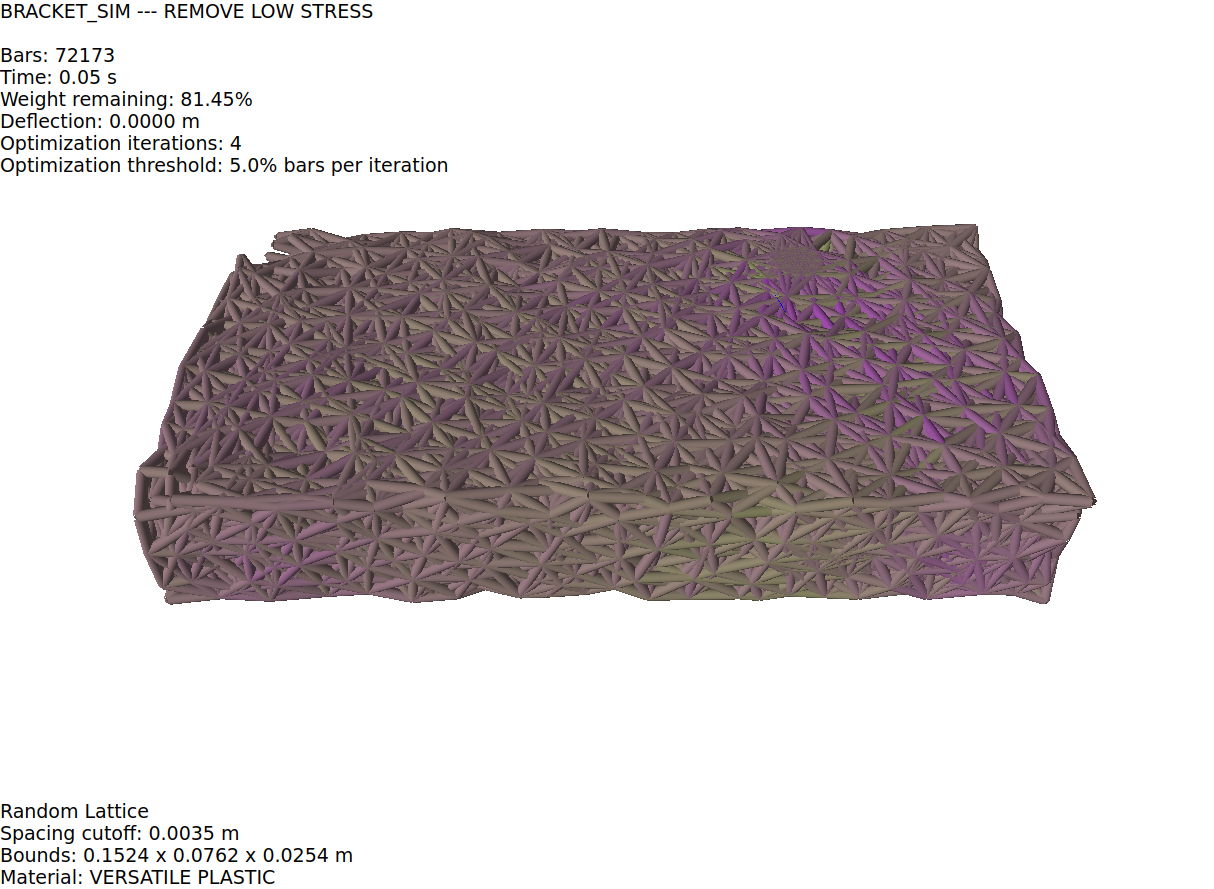 BRACKET_SIM --- REMOVE LOW STRESS
Bars: 72173
Time: 0.05 s
Weight remaining: 81.45%
Deflection: 0.0000 m
Optimization iterations: 4
Optimization threshold: 5.0% bars per iteration
Random Lattice
Spacing cutoff: 0.0035 m
Bounds: 0.1524 x 0.0762 x 0.0254 m
Material: VERSATILE PLASTIC